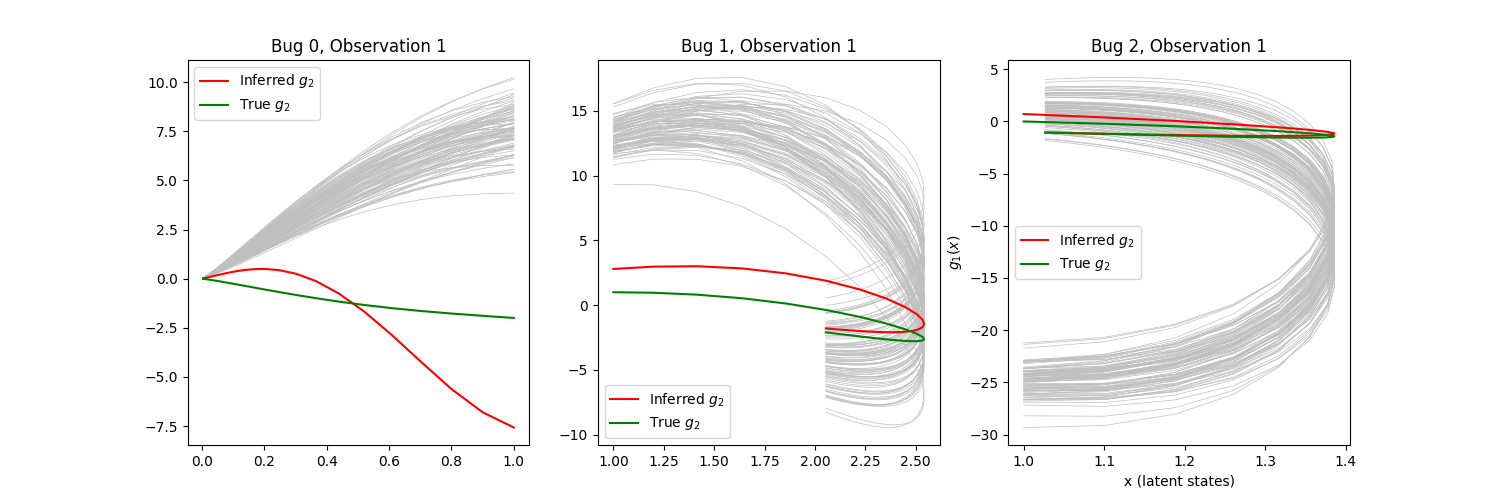 Bug 0, Observation 1
Inferred g₂
True g₂
10.0
7.5
5.0
2.5
0.0
−2.5
−5.0
−7.5
0.0 0.2 0.4 0.6 0.8 1.0
Bug 1, Observation 1
15
10
5
0
−5
−10
Inferred g₂
True g₂
1.00 1.25 1.50 1.75 2.00 2.25 2.50
Bug 2, Observation 1
g₁(x)
5
0
−5
−10
−15
−20
−25
−30
Inferred g₂
True g₂
1.0 1.1 1.2 1.3 1.4
x (latent states)